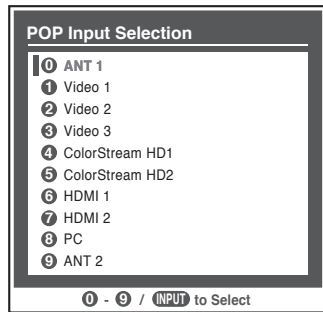 POP Input Selection
0 ANT 1
1 Video 1
2 Video 2
3 Video 3
4 ColorStream HD1
5 ColorStream HD2
6 HDMI 1
7 HDMI 2
8 PC
9 ANT 2
0 - 9 / INPUT to Select